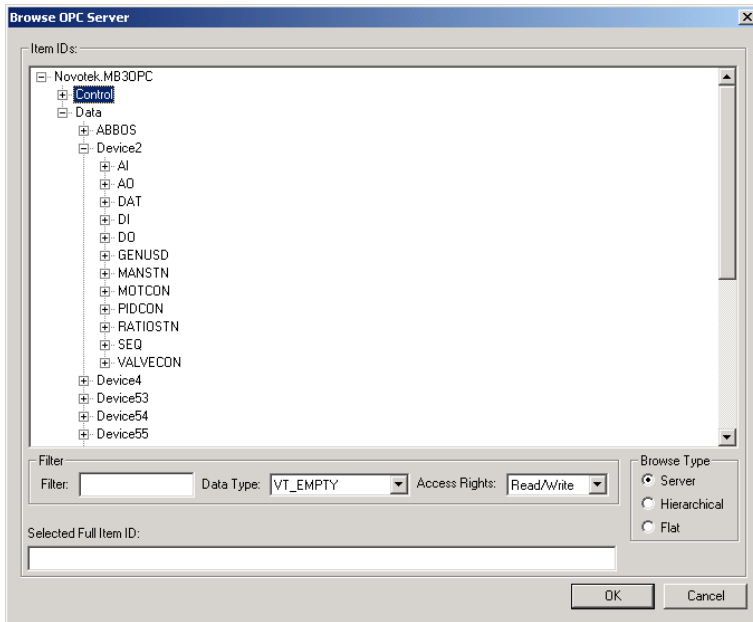 Browse OPC Server
Item IDs:
Novotek.MB3OPC
Control
Data
ABBOS
Device2
AI
AO
DAT
DI
DO
GENUSD
MANSTN
MOTCON
PIDCON
RATIOSTN
SEQ
VALVECON
Device4
Device53
Device54
Device55
Filter
Filter: Data Type: VT_EMPTY Access Rights: Read/Write
Browse Type
Server
Hierarchical
Flat
Selected Full Item ID:
OK Cancel